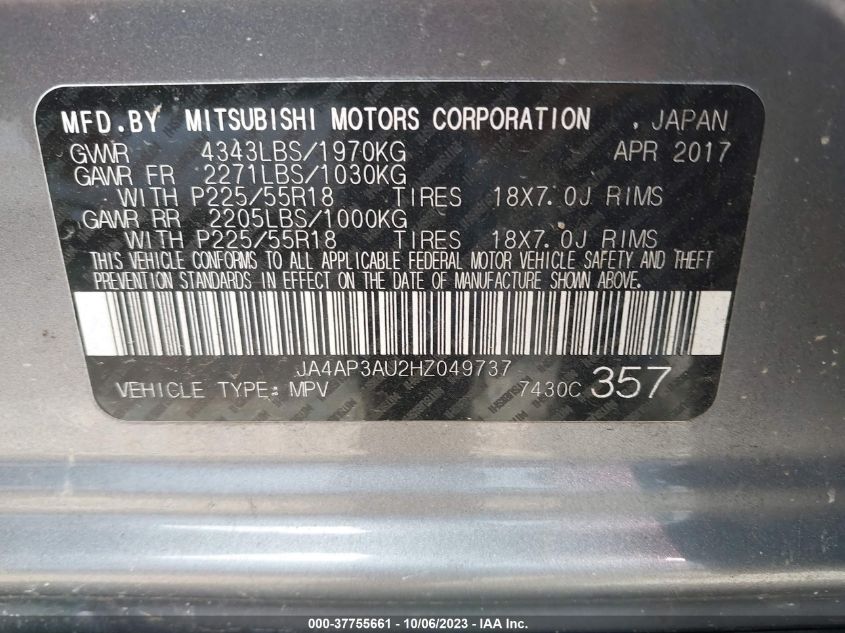 MFD.BY MITSUBISHI MOTORS CORPORATION , JAPAN
GVWR 4343LBS/1970KG APR 2017
GAWR FR 2271LBS/1030KG
WITH P225/55R18 TIRES 18X7.0J RIMS
GAWR RR 2205LBS/1000KG
WITH P225/55R18 TIRES 18X7.0J RIMS
THIS VEHICLE CONFORMS TO ALL APPLICABLE FEDERAL MOTOR VEHICLE SAFETY AND THEFT
PREVENTION STANDARDS IN EFFECT ON THE DATE OF MANUFACTURE SHOWN ABOVE.
JA4AP3AU2HZ049737
VEHICLE TYPE: MPV 7430C 357
000-37755661 - 10/06/2023 - IAA Inc.